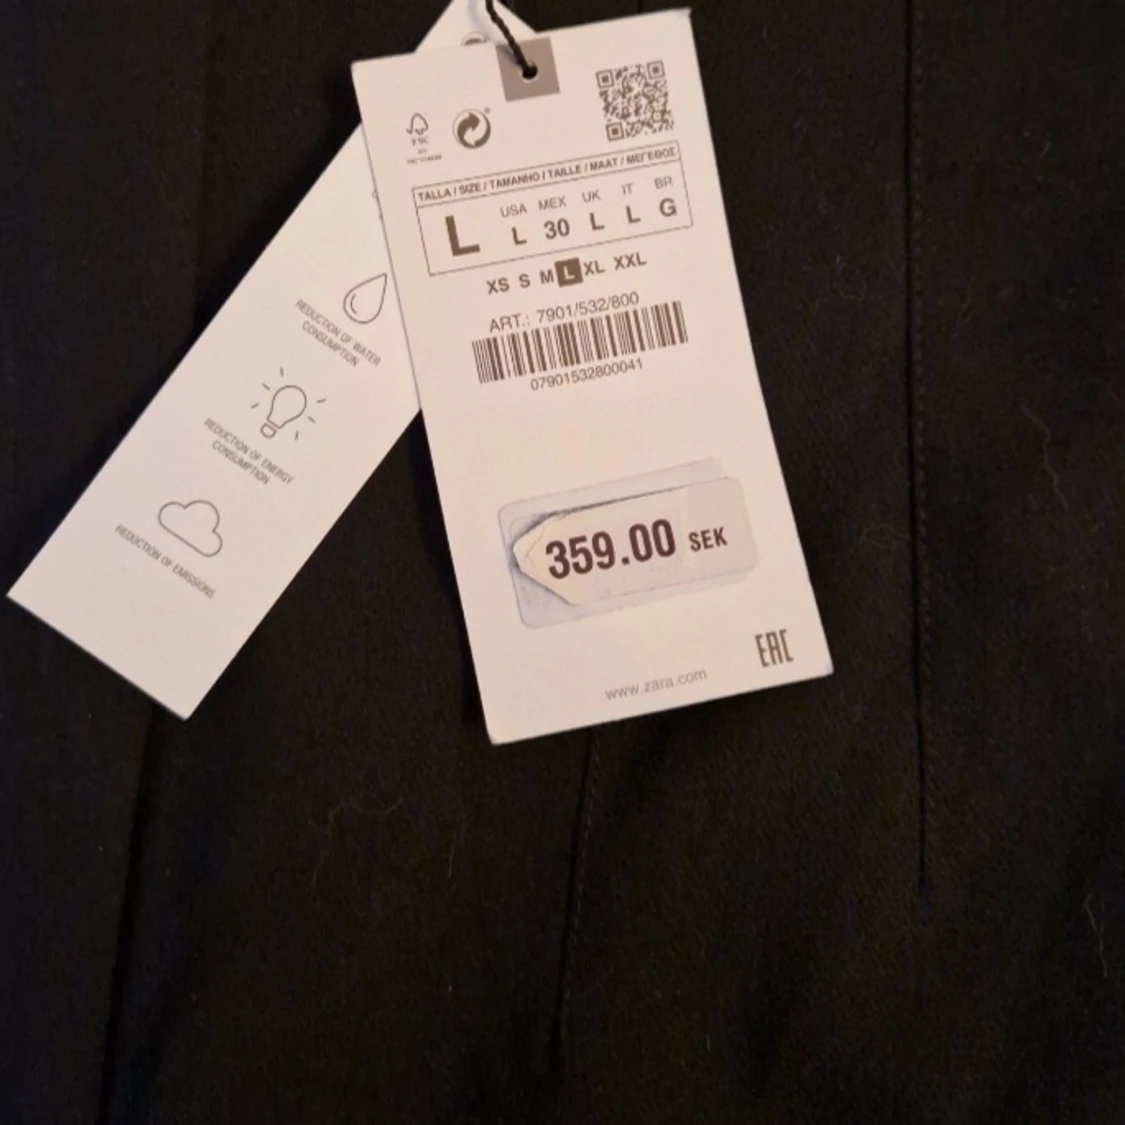 FSC
TALLA / SIZE / TAMANHO / TAILLE / MAAT / ΜΕΓΕΘΟΣ
USA MEX UK IT BR
L L 30 L L G
XS S M L XL XXL
ART.: 7901/532/800
07901532800041
359.00 SEK
EAC
www.zara.com
REDUCTION OF WATER
CONSUMPTION
REDUCTION OF ENERGY
CONSUMPTION
REDUCTION OF EMISSIONS